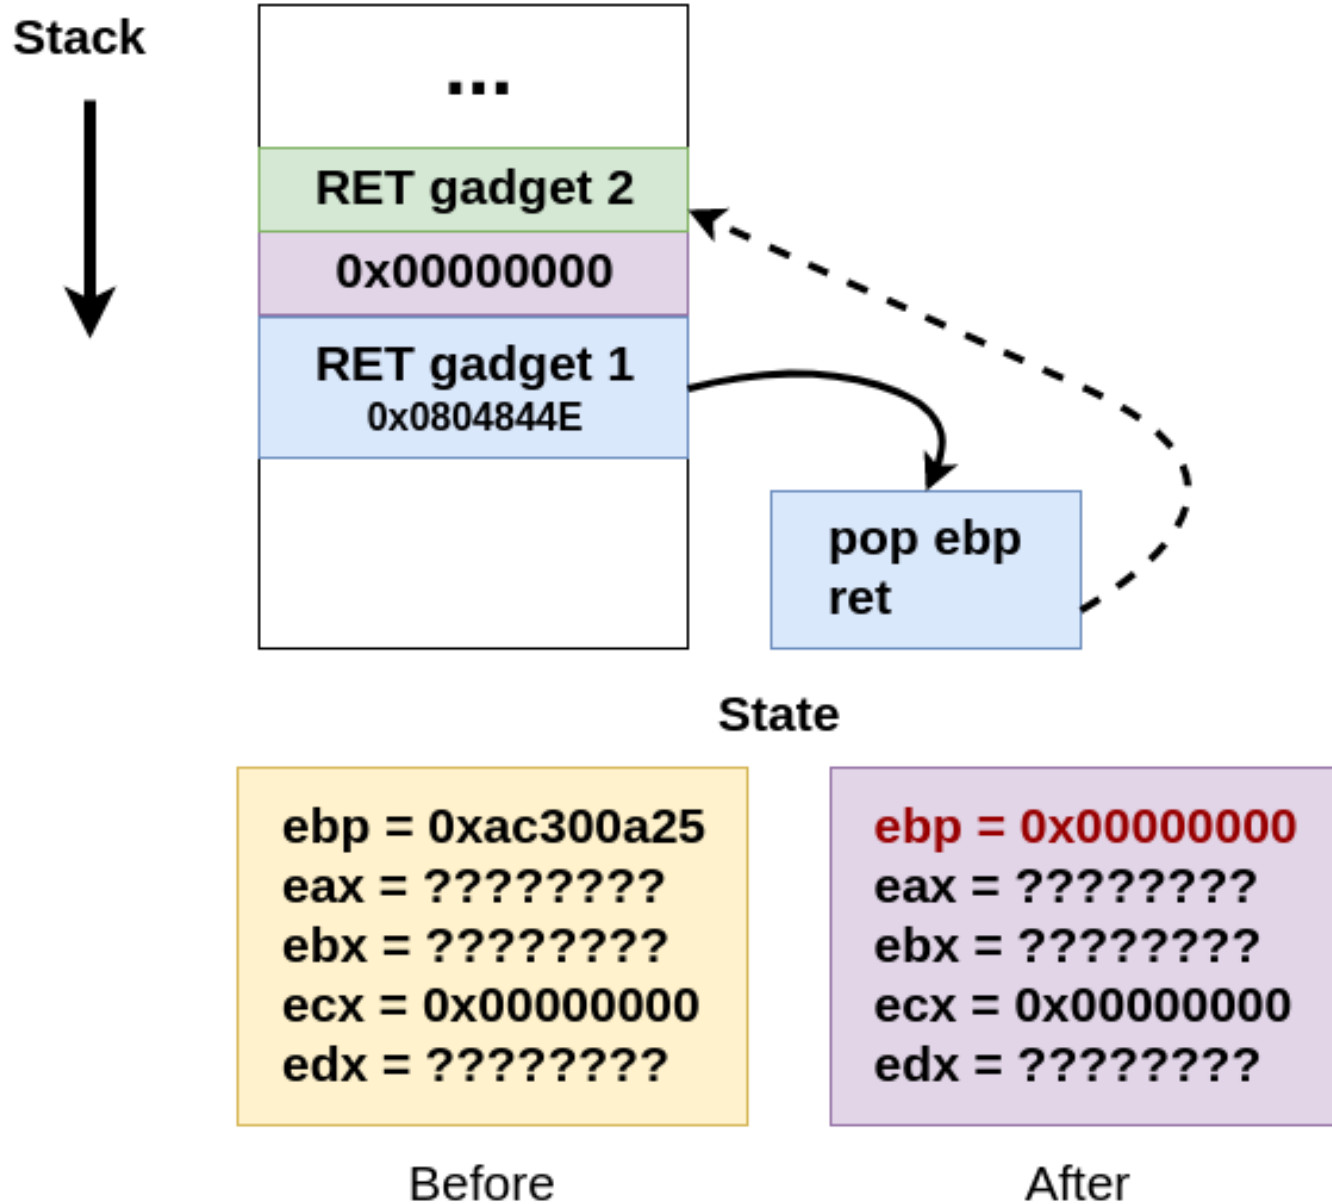 Stack
...
RET gadget 2
0x00000000
RET gadget 1
0x0804844E
pop ebp
ret
State
ebp = 0xac300a25
eax = ????????
ebx = ????????
ecx = 0x00000000
edx = ????????
Before
ebp = 0x00000000
eax = ????????
ebx = ????????
ecx = 0x00000000
edx = ????????
After